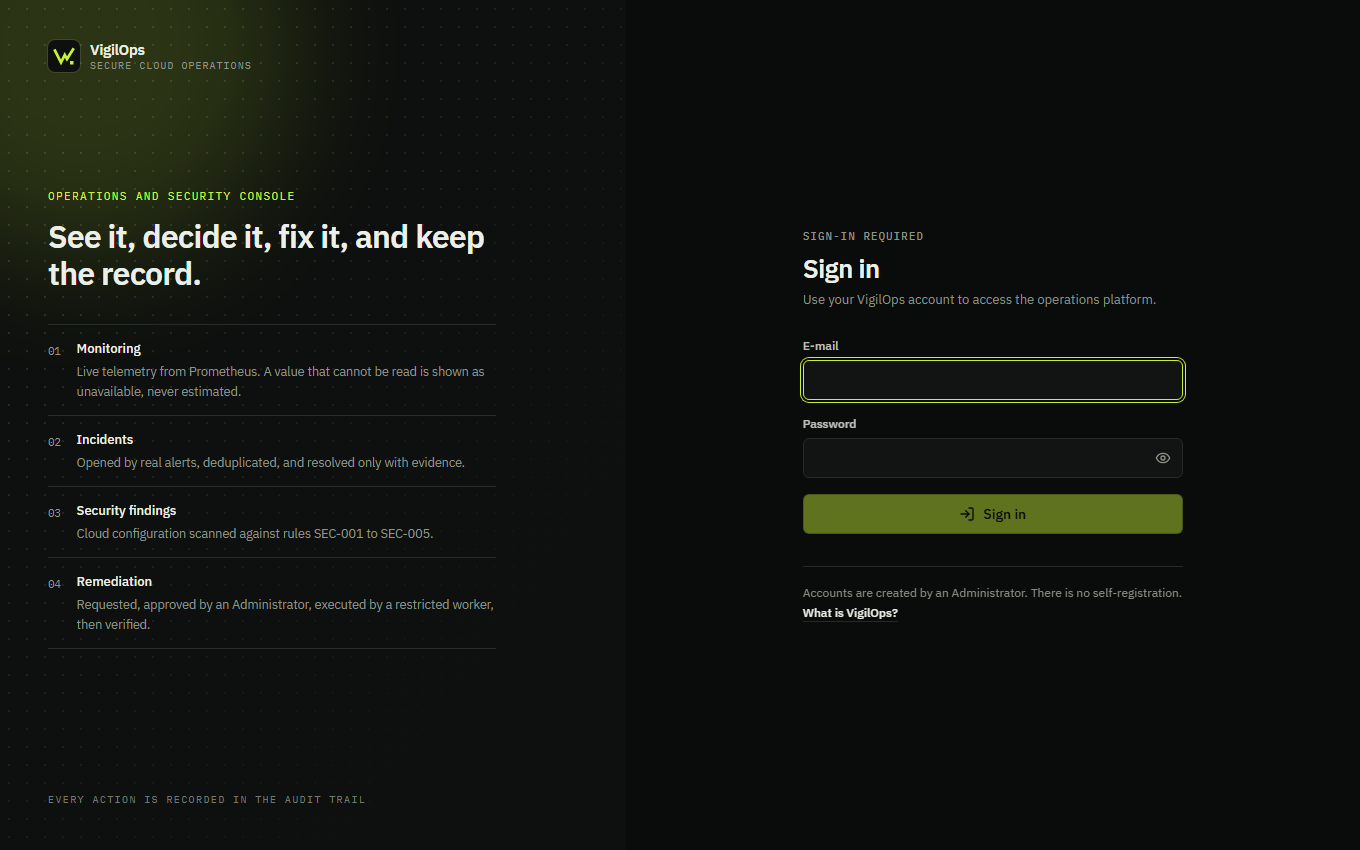 VigilOps
SECURE CLOUD OPERATIONS
OPERATIONS AND SECURITY CONSOLE
See it, decide it, fix it, and keep
the record.
01 Monitoring
Live telemetry from Prometheus. A value that cannot be read is shown as
unavailable, never estimated.
02 Incidents
Opened by real alerts, deduplicated, and resolved only with evidence.
03 Security findings
Cloud configuration scanned against rules SEC-001 to SEC-005.
04 Remediation
Requested, approved by an Administrator, executed by a restricted worker,
then verified.
EVERY ACTION IS RECORDED IN THE AUDIT TRAIL
SIGN-IN REQUIRED
Sign in
Use your VigilOps account to access the operations platform.
E-mail
Password
Sign in
Accounts are created by an Administrator. There is no self-registration.
What is VigilOps?